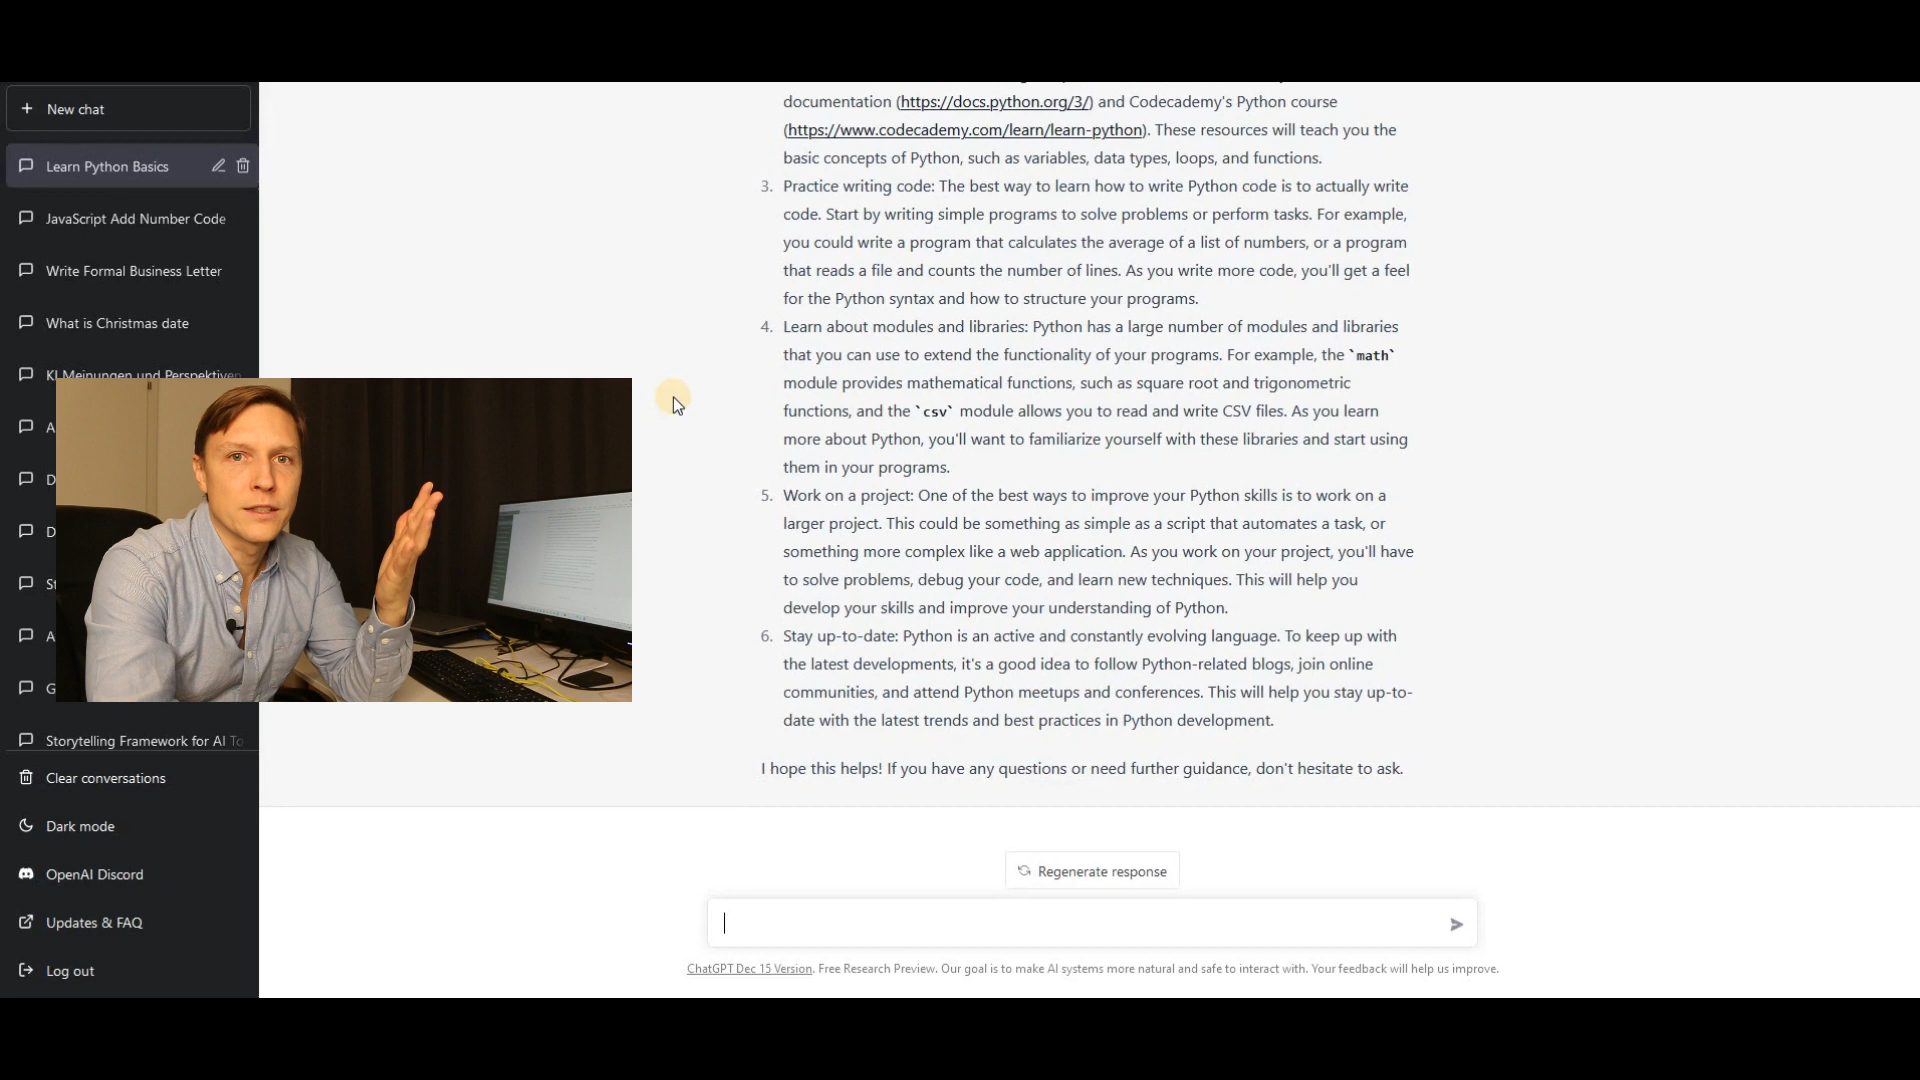 New chat
Learn Python Basics
JavaScript Add Number Code
Write Formal Business Letter
What is Christmas date
KI Meinungen und Perspektiven
A
D
D
St
A
G
Storytelling Framework for AI To
Clear conversations
Dark mode
OpenAI Discord
Updates & FAQ
Log out
documentation (https://docs.python.org/3/) and Codecademy's Python course
(https://www.codecademy.com/learn/learn-python). These resources will teach you the
basic concepts of Python, such as variables, data types, loops, and functions.
3. Practice writing code: The best way to learn how to write Python code is to actually write
code. Start by writing simple programs to solve problems or perform tasks. For example,
you could write a program that calculates the average of a list of numbers, or a program
that reads a file and counts the number of lines. As you write more code, you'll get a feel
for the Python syntax and how to structure your programs.
4. Learn about modules and libraries: Python has a large number of modules and libraries
that you can use to extend the functionality of your programs. For example, the `math`
module provides mathematical functions, such as square root and trigonometric
functions, and the `csv` module allows you to read and write CSV files. As you learn
more about Python, you'll want to familiarize yourself with these libraries and start using
them in your programs.
5. Work on a project: One of the best ways to improve your Python skills is to work on a
larger project. This could be something as simple as a script that automates a task, or
something more complex like a web application. As you work on your project, you'll have
to solve problems, debug your code, and learn new techniques. This will help you
develop your skills and improve your understanding of Python.
6. Stay up-to-date: Python is an active and constantly evolving language. To keep up with
the latest developments, it's a good idea to follow Python-related blogs, join online
communities, and attend Python meetups and conferences. This will help you stay up-to-
date with the latest trends and best practices in Python development.
I hope this helps! If you have any questions or need further guidance, don't hesitate to ask.
Regenerate response
ChatGPT Dec 15 Version. Free Research Preview. Our goal is to make AI systems more natural and safe to interact with. Your feedback will help us improve.